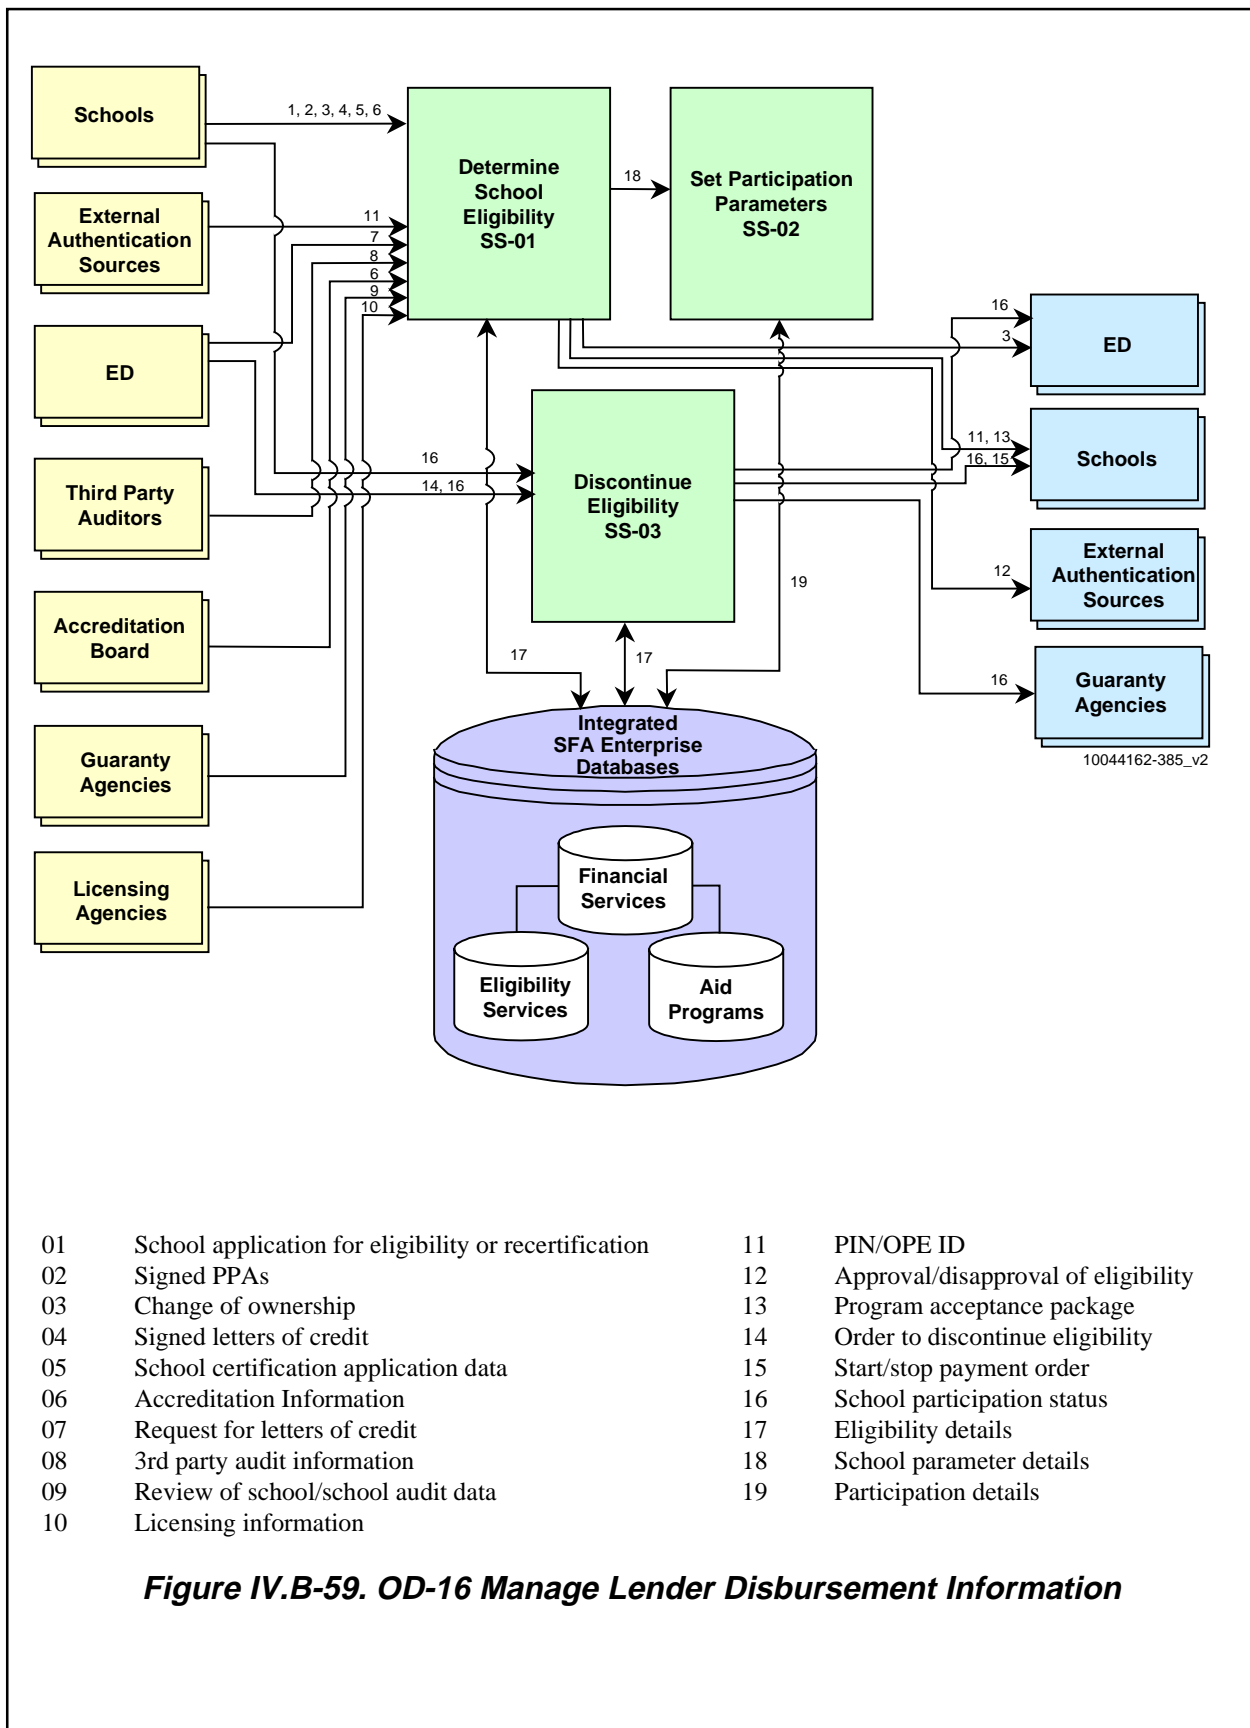 Schools
1, 2, 3, 4, 5, 6
Determine
School
Eligibility
SS-01
18
Set Participation
Parameters
SS-02
External
Authentication
Sources
11
7
8
6
9
10
ED
16
3
ED
Third Party
Auditors
16
14, 16
Discontinue
Eligibility
SS-03
11, 13
16, 15
Schools
Accreditation
Board
17
17
19
12
External
Authentication
Sources
16
Guaranty
Agencies
10044162-385_v2
Guaranty
Agencies
Integrated
SFA Enterprise
Databases
Licensing
Agencies
Financial
Services
Eligibility
Services
Aid
Programs
01 School application for eligibility or recertification
02 Signed PPAs
03 Change of ownership
04 Signed letters of credit
05 School certification application data
06 Accreditation Information
07 Request for letters of credit
08 3rd party audit information
09 Review of school/school audit data
10 Licensing information
11 PIN/OPE ID
12 Approval/disapproval of eligibility
13 Program acceptance package
14 Order to discontinue eligibility
15 Start/stop payment order
16 School participation status
17 Eligibility details
18 School parameter details
19 Participation details
Figure IV.B-59. OD-16 Manage Lender Disbursement Information